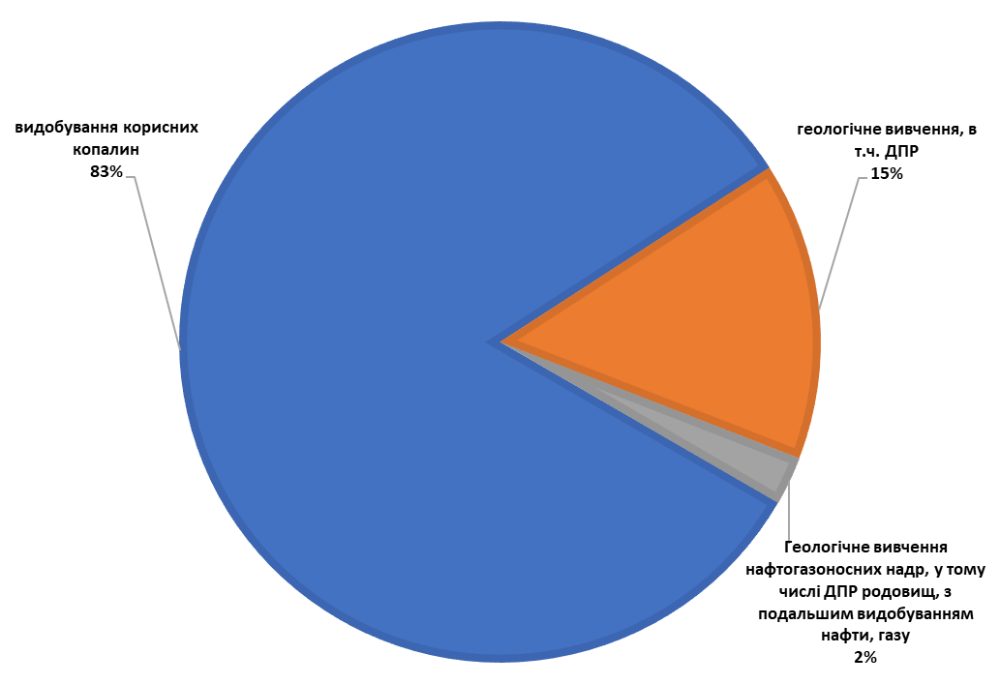 видобування корисних
копалин
83%
геологічне вивчення, в
т.ч. ДПР
15%
Геологічне вивчення
нафтогазоносних надр, у тому
числі ДПР родовищ, з
подальшим видобуванням
нафти, газу
2%